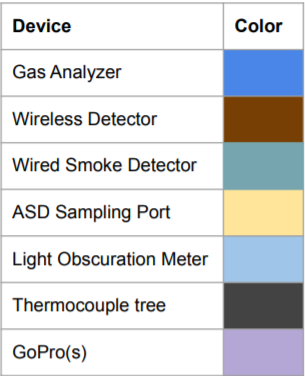 Device Color
Gas Analyzer
Wireless Detector
Wired Smoke Detector
ASD Sampling Port
Light Obscuration Meter
Thermocouple tree
GoPro(s)